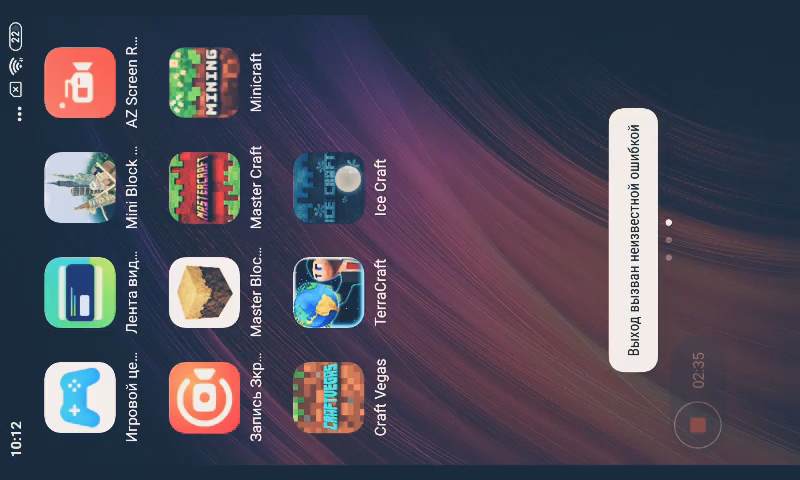 10:12
22
Игровой це...
Лента вид...
Mini Block ...
AZ Screen R...
Запись Экр...
Master Bloc...
Master Craft
Minicraft
Craft Vegas
TerraCraft
Ice Craft
CRAFTVEGAS
MASTERCRAFT
MINING
ICE CRAFT
Выход вызван неизвестной ошибкой
02:35